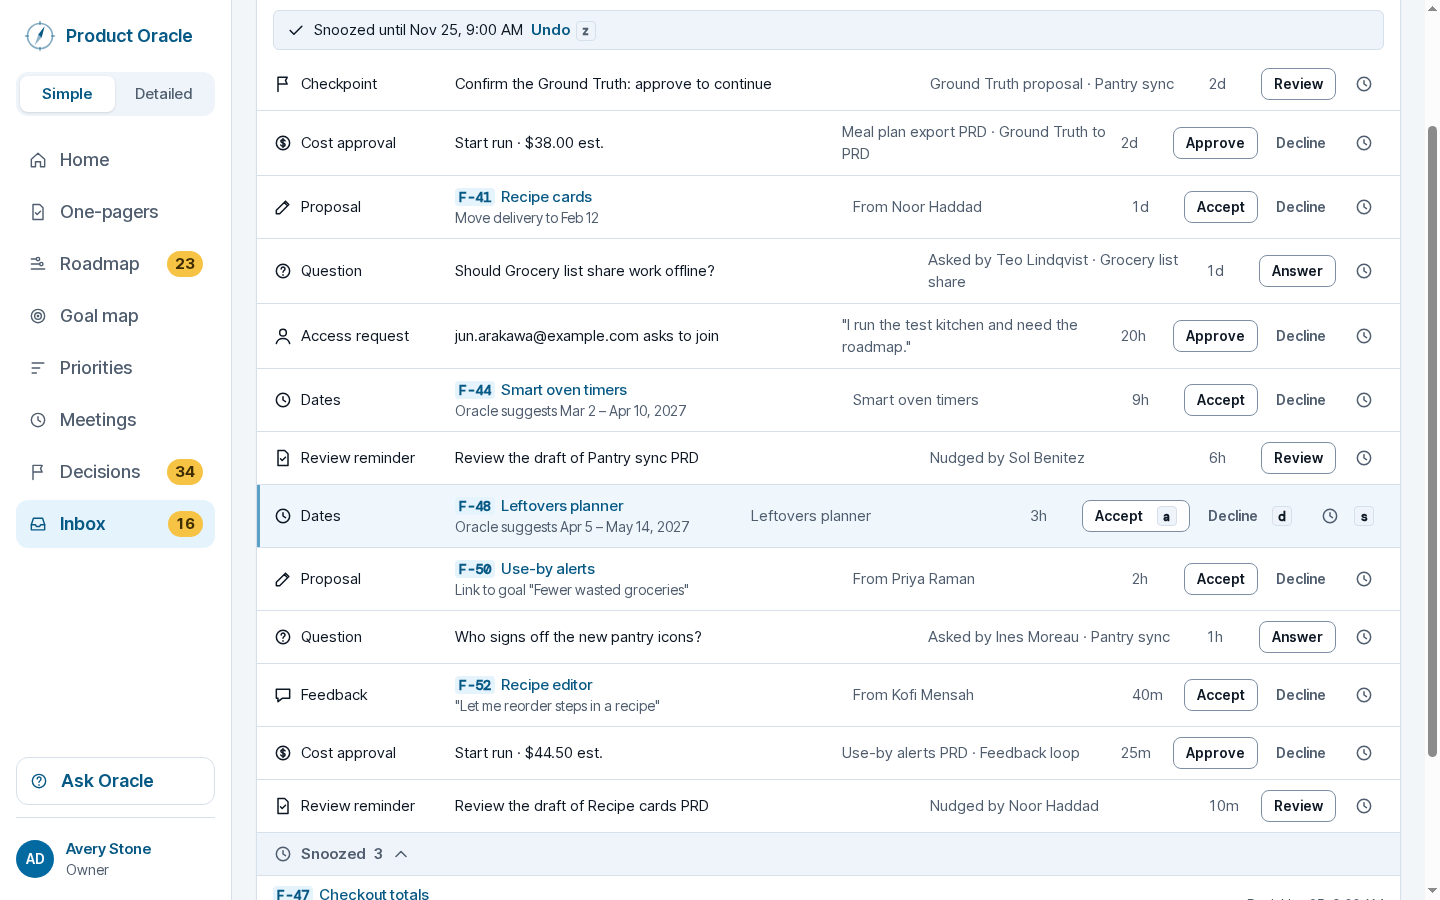 Product Oracle
Simple Detailed
Home
One-pagers
Roadmap 23
Goal map
Priorities
Meetings
Decisions 34
Inbox 16
Ask Oracle
AD Avery Stone
Owner
Snoozed until Nov 25, 9:00 AM Undo z
Checkpoint Confirm the Ground Truth: approve to continue Ground Truth proposal · Pantry sync 2d Review
Cost approval Start run · $38.00 est. Meal plan export PRD · Ground Truth to PRD 2d Approve Decline
Proposal F-41 Recipe cards
Move delivery to Feb 12 From Noor Haddad 1d Accept Decline
Question Should Grocery list share work offline? Asked by Teo Lindqvist · Grocery list share 1d Answer
Access request jun.arakawa@example.com asks to join "I run the test kitchen and need the roadmap." 20h Approve Decline
Dates F-44 Smart oven timers
Oracle suggests Mar 2 – Apr 10, 2027 Smart oven timers 9h Accept Decline
Review reminder Review the draft of Pantry sync PRD Nudged by Sol Benitez 6h Review
Dates F-48 Leftovers planner
Oracle suggests Apr 5 – May 14, 2027 Leftovers planner 3h Accept a Decline d s
Proposal F-50 Use-by alerts
Link to goal "Fewer wasted groceries" From Priya Raman 2h Accept Decline
Question Who signs off the new pantry icons? Asked by Ines Moreau · Pantry sync 1h Answer
Feedback F-52 Recipe editor
"Let me reorder steps in a recipe" From Kofi Mensah 40m Accept Decline
Cost approval Start run · $44.50 est. Use-by alerts PRD · Feedback loop 25m Approve Decline
Review reminder Review the draft of Recipe cards PRD Nudged by Noor Haddad 10m Review
Snoozed 3
F-47 Checkout totals